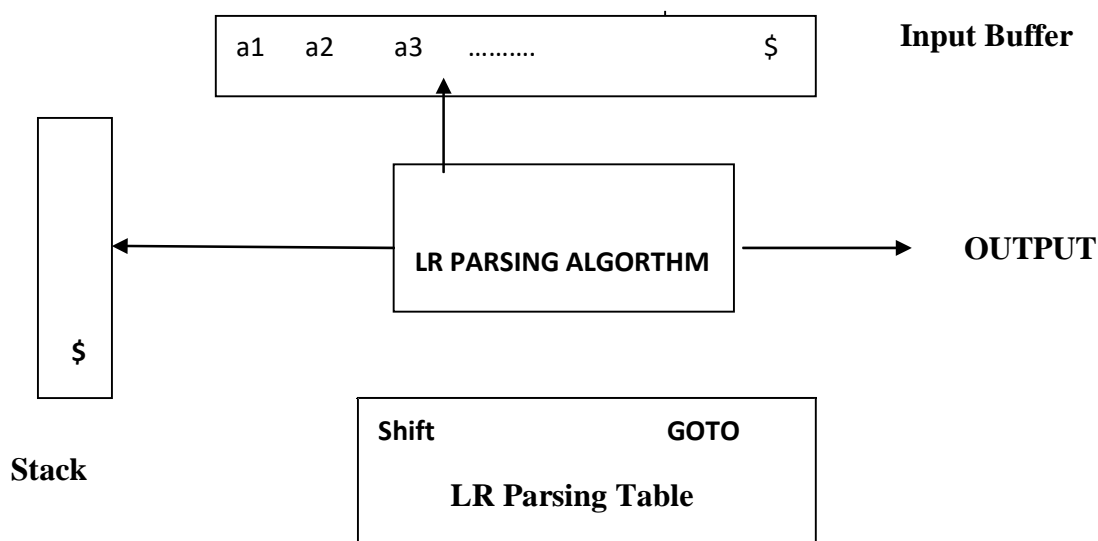 a1 a2 a3 ………. $ Input Buffer
LR PARSING ALGORTHM OUTPUT
$
Shift GOTO
Stack
LR Parsing Table